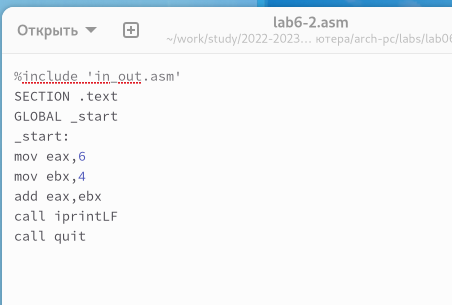 Открыть
lab6-2.asm
~/work/study/2022-2023… ютера/arch-pc/labs/lab06
%include 'in_out.asm'
SECTION .text
GLOBAL _start
_start:
mov eax,6
mov ebx,4
add eax,ebx
call iprintLF
call quit